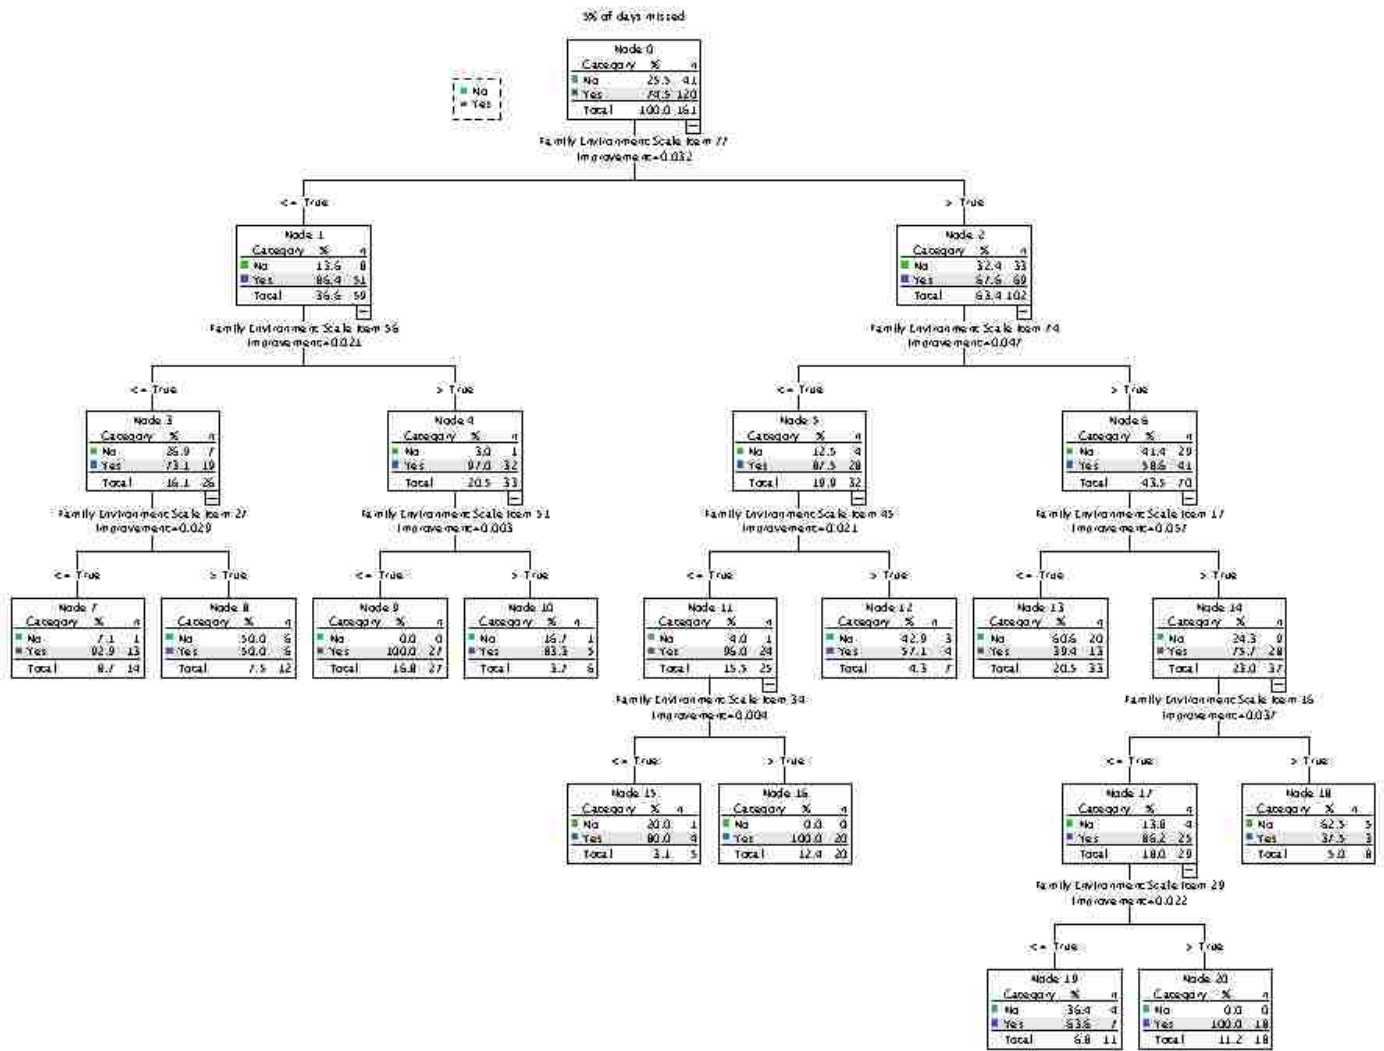 5% of days missed
Node 0
Category % n
No 25.5 41
Yes 74.5 120
Total 100.0 161
No
Yes
Family Environment Scale Item 77
Improvement=0.032
<= True
> True
Node 1
Category % n
No 13.6 8
Yes 86.4 51
Total 36.6 59
Node 2
Category % n
No 32.4 33
Yes 67.6 69
Total 63.4 102
Family Environment Scale Item 56
Improvement=0.021
Family Environment Scale Item 74
Improvement=0.047
<= True
> True
<= True
> True
Node 3
Category % n
No 26.9 7
Yes 73.1 19
Total 16.1 26
Node 4
Category % n
No 3.0 1
Yes 97.0 32
Total 20.5 33
Node 5
Category % n
No 12.5 4
Yes 87.5 28
Total 19.9 32
Node 6
Category % n
No 41.4 29
Yes 58.6 41
Total 43.5 70
Family Environment Scale Item 27
Improvement=0.029
Family Environment Scale Item 51
Improvement=0.003
Family Environment Scale Item 45
Improvement=0.021
Family Environment Scale Item 17
Improvement=0.057
<= True
> True
<= True
> True
<= True
> True
<= True
> True
Node 7
Category % n
No 7.1 1
Yes 92.9 13
Total 8.7 14
Node 8
Category % n
No 50.0 6
Yes 50.0 6
Total 7.5 12
Node 9
Category % n
No 0.0 0
Yes 100.0 27
Total 16.8 27
Node 10
Category % n
No 16.7 1
Yes 83.3 5
Total 3.7 6
Node 11
Category % n
No 4.0 1
Yes 96.0 24
Total 15.5 25
Node 12
Category % n
No 42.9 3
Yes 57.1 4
Total 4.3 7
Node 13
Category % n
No 60.6 20
Yes 39.4 13
Total 20.5 33
Node 14
Category % n
No 24.3 9
Yes 75.7 28
Total 23.0 37
Family Environment Scale Item 34
Improvement=0.004
Family Environment Scale Item 16
Improvement=0.037
<= True
> True
<= True
> True
Node 15
Category % n
No 20.0 1
Yes 80.0 4
Total 3.1 5
Node 16
Category % n
No 0.0 0
Yes 100.0 20
Total 12.4 20
Node 17
Category % n
No 13.8 4
Yes 86.2 25
Total 18.0 29
Node 18
Category % n
No 62.5 5
Yes 37.5 3
Total 5.0 8
Family Environment Scale Item 29
Improvement=0.022
<= True
> True
Node 19
Category % n
No 36.4 4
Yes 63.6 7
Total 6.8 11
Node 20
Category % n
No 0.0 0
Yes 100.0 18
Total 11.2 18